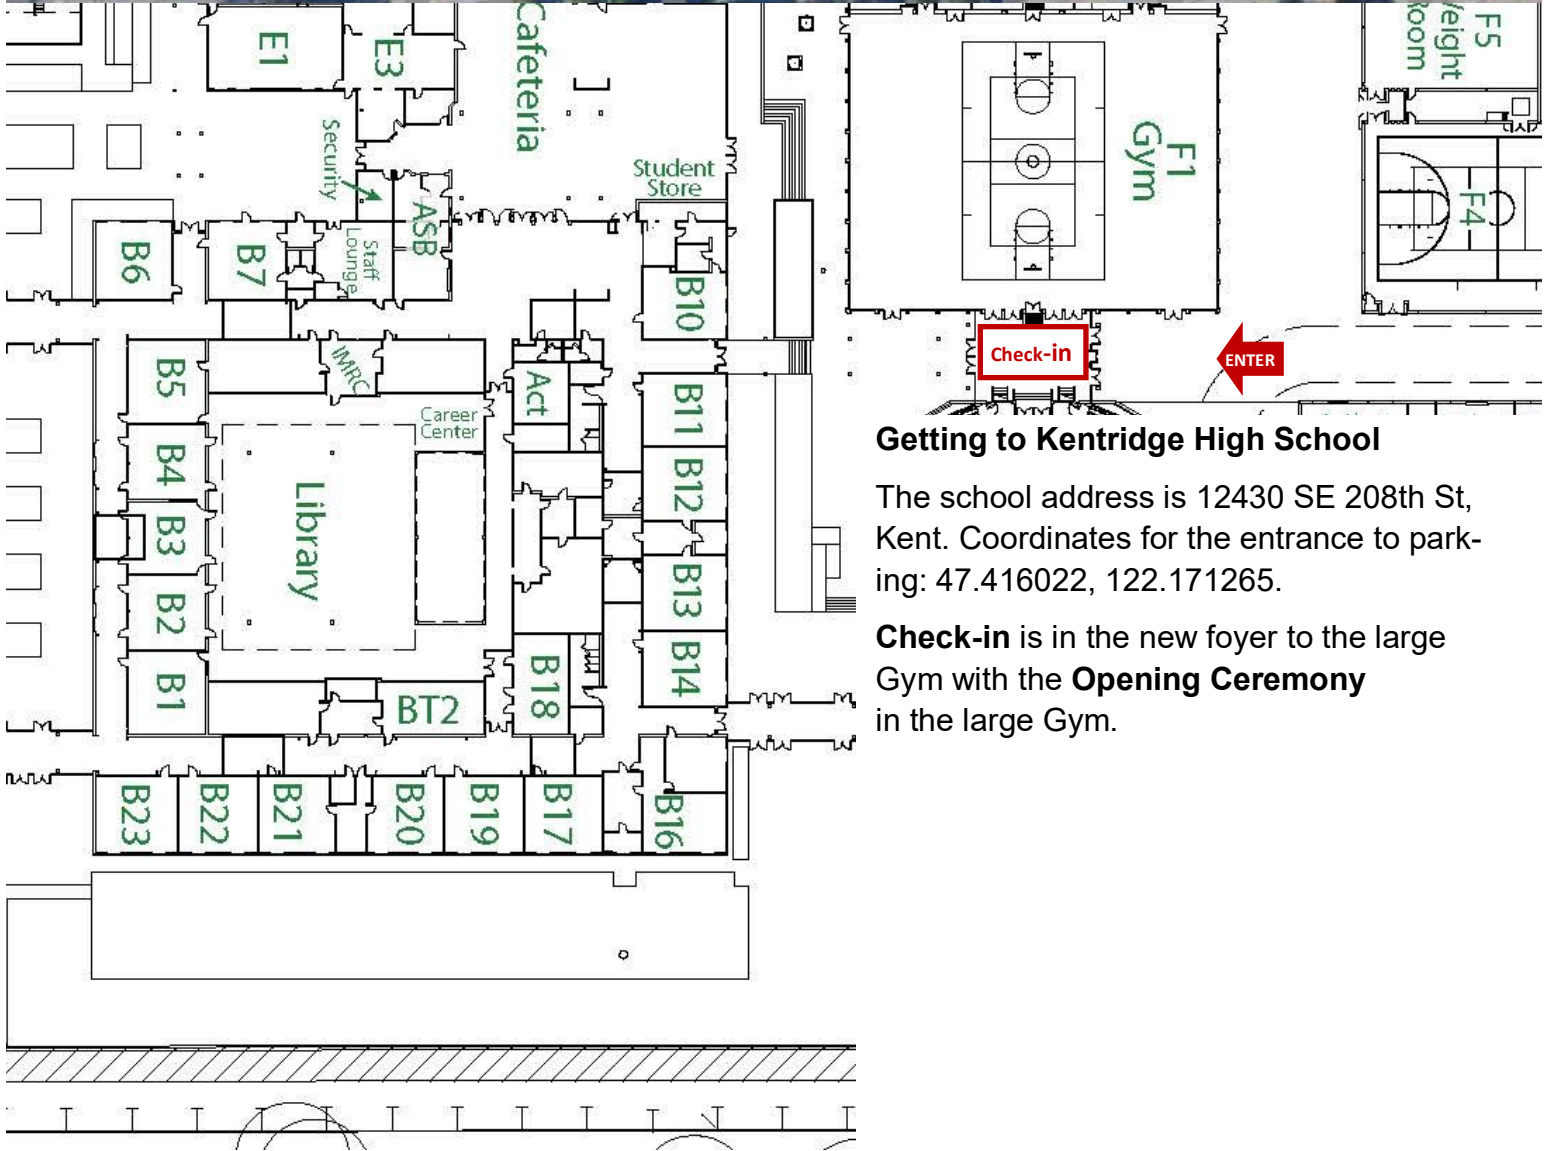 E1
E3
Cafeteria
F1
Gym
F5
Weight
Room
F4
Security
Student
Store
B6
B7
Staff
Lounge
ASB
B10
Check-in
ENTER
B5
IMRC
Act
Career
Center
B11
B4
B12
Library
B3
B2
B13
B1
BT2
B18
B14
B23
B22
B21
B20
B19
B17
B16
Getting to Kentridge High School
The school address is 12430 SE 208th St,
Kent. Coordinates for the entrance to park-
ing: 47.416022, 122.171265.
Check-in is in the new foyer to the large
Gym with the Opening Ceremony
in the large Gym.